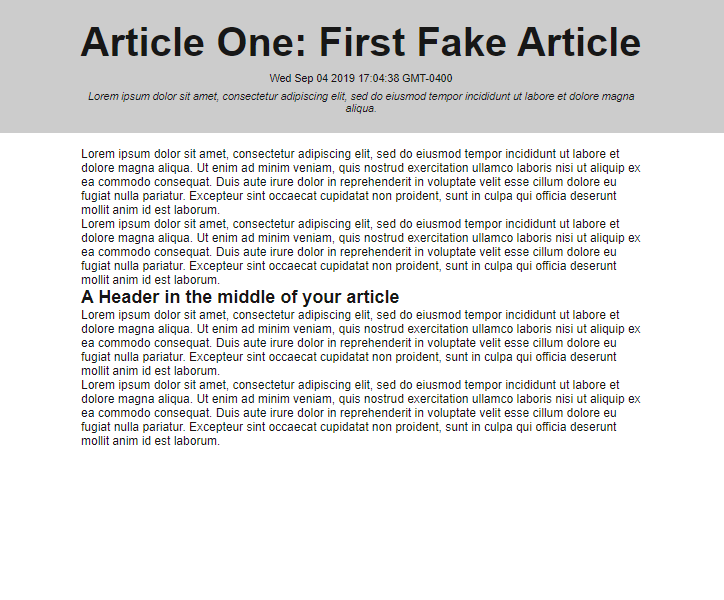 Article One: First Fake Article
Wed Sep 04 2019 17:04:38 GMT-0400
Lorem ipsum dolor sit amet, consectetur adipiscing elit, sed do eiusmod tempor incididunt ut labore et dolore magna
aliqua.
Lorem ipsum dolor sit amet, consectetur adipiscing elit, sed do eiusmod tempor incididunt ut labore et
dolore magna aliqua. Ut enim ad minim veniam, quis nostrud exercitation ullamco laboris nisi ut aliquip ex
ea commodo consequat. Duis aute irure dolor in reprehenderit in voluptate velit esse cillum dolore eu
fugiat nulla pariatur. Excepteur sint occaecat cupidatat non proident, sunt in culpa qui officia deserunt
mollit anim id est laborum.
Lorem ipsum dolor sit amet, consectetur adipiscing elit, sed do eiusmod tempor incididunt ut labore et
dolore magna aliqua. Ut enim ad minim veniam, quis nostrud exercitation ullamco laboris nisi ut aliquip ex
ea commodo consequat. Duis aute irure dolor in reprehenderit in voluptate velit esse cillum dolore eu
fugiat nulla pariatur. Excepteur sint occaecat cupidatat non proident, sunt in culpa qui officia deserunt
mollit anim id est laborum.
A Header in the middle of your article
Lorem ipsum dolor sit amet, consectetur adipiscing elit, sed do eiusmod tempor incididunt ut labore et
dolore magna aliqua. Ut enim ad minim veniam, quis nostrud exercitation ullamco laboris nisi ut aliquip ex
ea commodo consequat. Duis aute irure dolor in reprehenderit in voluptate velit esse cillum dolore eu
fugiat nulla pariatur. Excepteur sint occaecat cupidatat non proident, sunt in culpa qui officia deserunt
mollit anim id est laborum.
Lorem ipsum dolor sit amet, consectetur adipiscing elit, sed do eiusmod tempor incididunt ut labore et
dolore magna aliqua. Ut enim ad minim veniam, quis nostrud exercitation ullamco laboris nisi ut aliquip ex
ea commodo consequat. Duis aute irure dolor in reprehenderit in voluptate velit esse cillum dolore eu
fugiat nulla pariatur. Excepteur sint occaecat cupidatat non proident, sunt in culpa qui officia deserunt
mollit anim id est laborum.